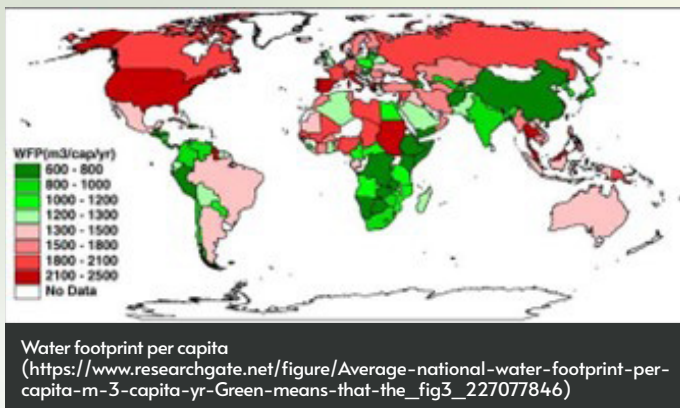 WFP(m3/cap/yr)
600 - 800
800 - 1000
1000 - 1200
1200 - 1300
1300 - 1500
1500 - 1800
1800 - 2100
2100 - 2500
No Data
Water footprint per capita
(https://www.researchgate.net/figure/Average-national-water-footprint-per-
capita-m-3-capita-yr-Green-means-that-the_fig3_227077846)